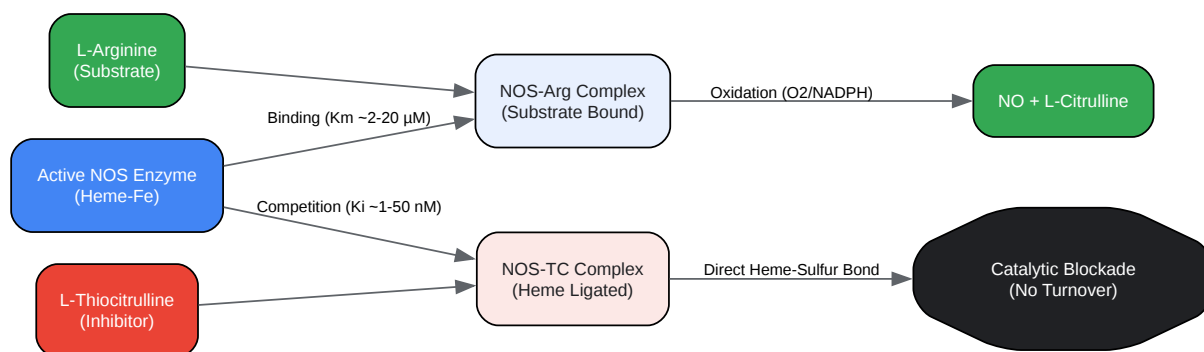 L-Arginine
(Substrate)
NOS-Arg Complex
(Substrate Bound)
Oxidation (O2/NADPH)
NO + L-Citrulline
Binding (Km ~2-20 µM)
Active NOS Enzyme
(Heme-Fe)
Competition (Ki ~1-50 nM)
NOS-TC Complex
(Heme Ligated)
Direct Heme-Sulfur Bond
Catalytic Blockade
(No Turnover)
L-Thiocitrulline
(Inhibitor)